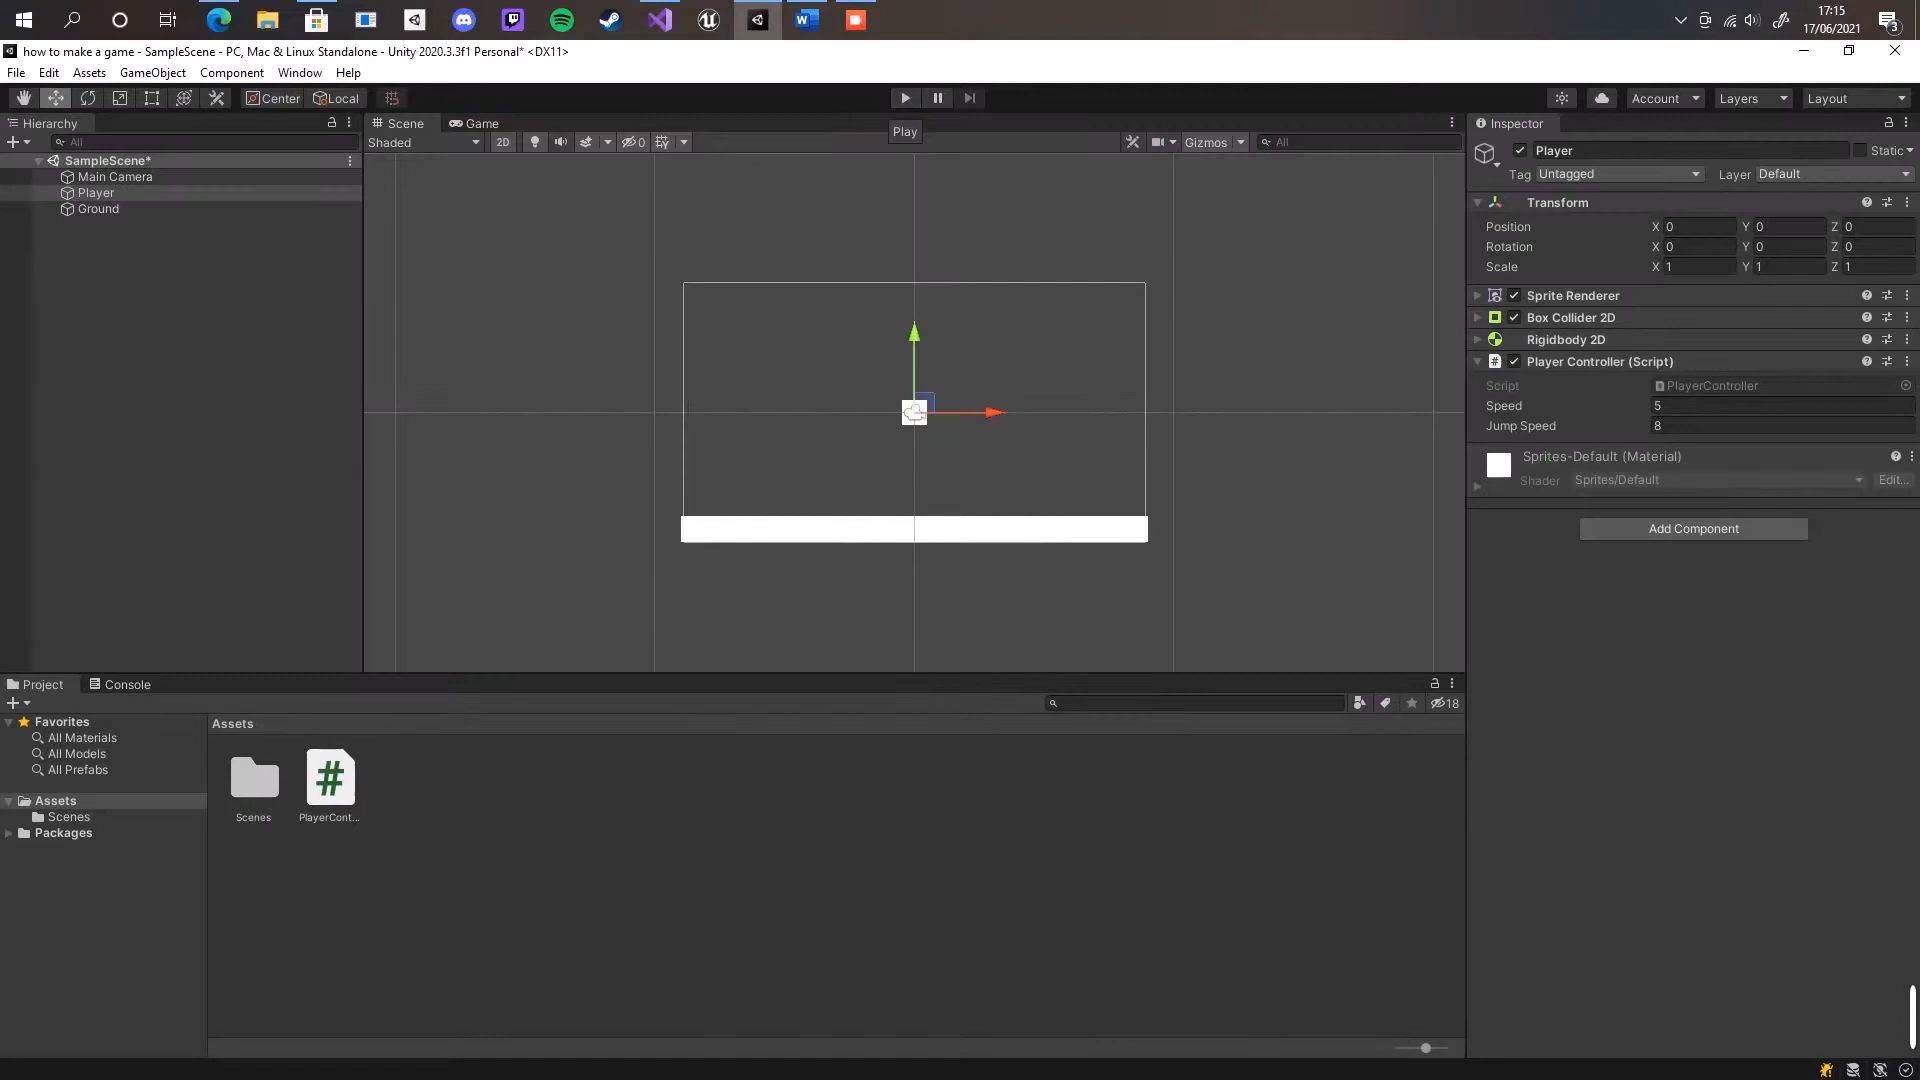 17:15
17/06/2021
3
how to make a game - SampleScene - PC, Mac & Linux Standalone - Unity 2020.3.3f1 Personal* <DX11>
File Edit Assets GameObject Component Window Help
Center Local Account Layers Layout
Hierarchy
Scene Game
Play
Inspector
All
Shaded 2D 0 Gizmos All
SampleScene*
Main Camera
Player
Ground
Player Static
Tag Untagged Layer Default
Transform
Position X 0 Y 0 Z 0
Rotation X 0 Y 0 Z 0
Scale X 1 Y 1 Z 1
Sprite Renderer
Box Collider 2D
Rigidbody 2D
# Player Controller (Script)
Script PlayerController
Speed 5
Jump Speed 8
Sprites-Default (Material)
Shader Sprites/Default Edit...
Add Component
Project Console
18
Favorites
All Materials
All Models
All Prefabs
Assets
Scenes
Packages
Assets
#
Scenes PlayerCont...